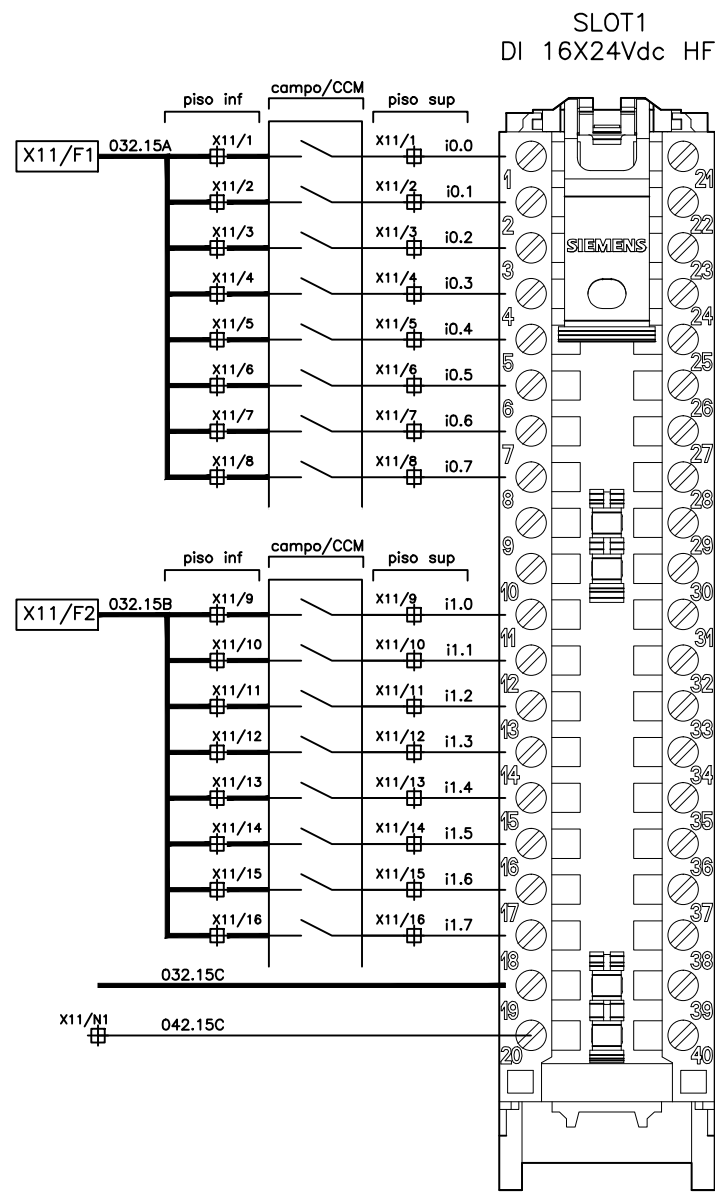 SLOT1
DI 16X24Vdc HF
campo/CCM
piso inf
piso sup
X11/F1
032.15A
X11/1
X11/1
i0.0
1
21
X11/2
X11/2
i0.1
2
22
X11/3
X11/3
i0.2
SIEMENS
3
23
X11/4
X11/4
i0.3
4
24
X11/5
X11/5
i0.4
5
25
X11/6
X11/6
i0.5
6
26
X11/7
X11/7
i0.6
7
27
X11/8
X11/8
i0.7
8
28
9
29
campo/CCM
piso inf
piso sup
10
30
X11/F2
032.15B
X11/9
X11/9
i1.0
11
31
X11/10
X11/10
i1.1
12
32
X11/11
X11/11
i1.2
13
33
X11/12
X11/12
i1.3
14
34
X11/13
X11/13
i1.4
15
35
X11/14
X11/14
i1.5
16
36
X11/15
X11/15
i1.6
17
37
X11/16
X11/16
i1.7
18
38
032.15C
19
39
X11/N1
042.15C
20
40